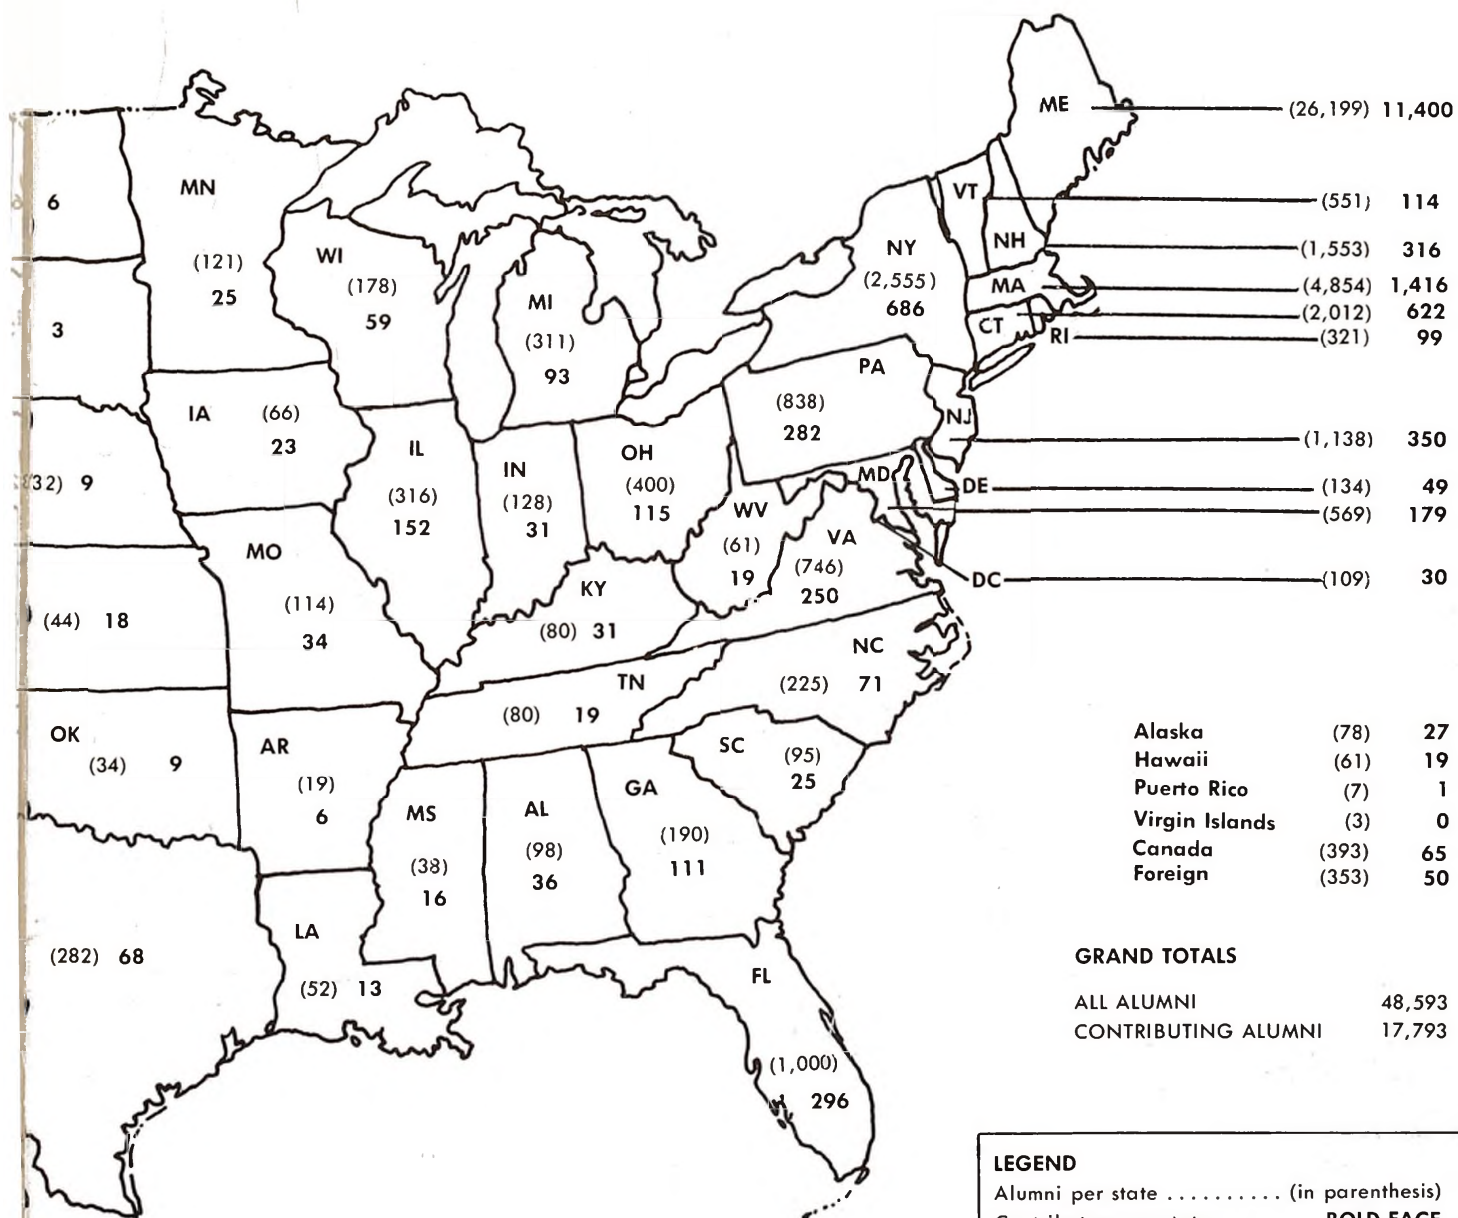 ME (26,199) 11,400
6
MN
(121)
25
VT (551) 114
WI
(178)
59
NY
(2,555)
686
NH (1,553) 316
MI
(311)
93
MA (4,854) 1,416
CT (2,012) 622
RI (321) 99
3
PA
(838)
282
IA (66)
23
NJ (1,138) 350
IL
(316)
152
IN
(128)
31
OH
(400)
115
32) 9
MD
DE (134) 49
(569) 179
WV
(61)
19
VA
(746)
250
DC (109) 30
MO
(114)
34
KY
(80) 31
(44) 18
NC
(225) 71
TN
(80) 19
OK
(34) 9
AR
(19)
6
SC
(95)
25
MS
(38)
16
AL
(98)
36
GA
(190)
111
(282) 68
LA
(52) 13
FL
(1,000)
296
Alaska (78) 27
Hawaii (61) 19
Puerto Rico (7) 1
Virgin Islands (3) 0
Canada (393) 65
Foreign (353) 50
GRAND TOTALS
ALL ALUMNI 48,593
CONTRIBUTING ALUMNI 17,793
LEGEND
Alumni per state .......... (in parenthesis)
BOLD FACE